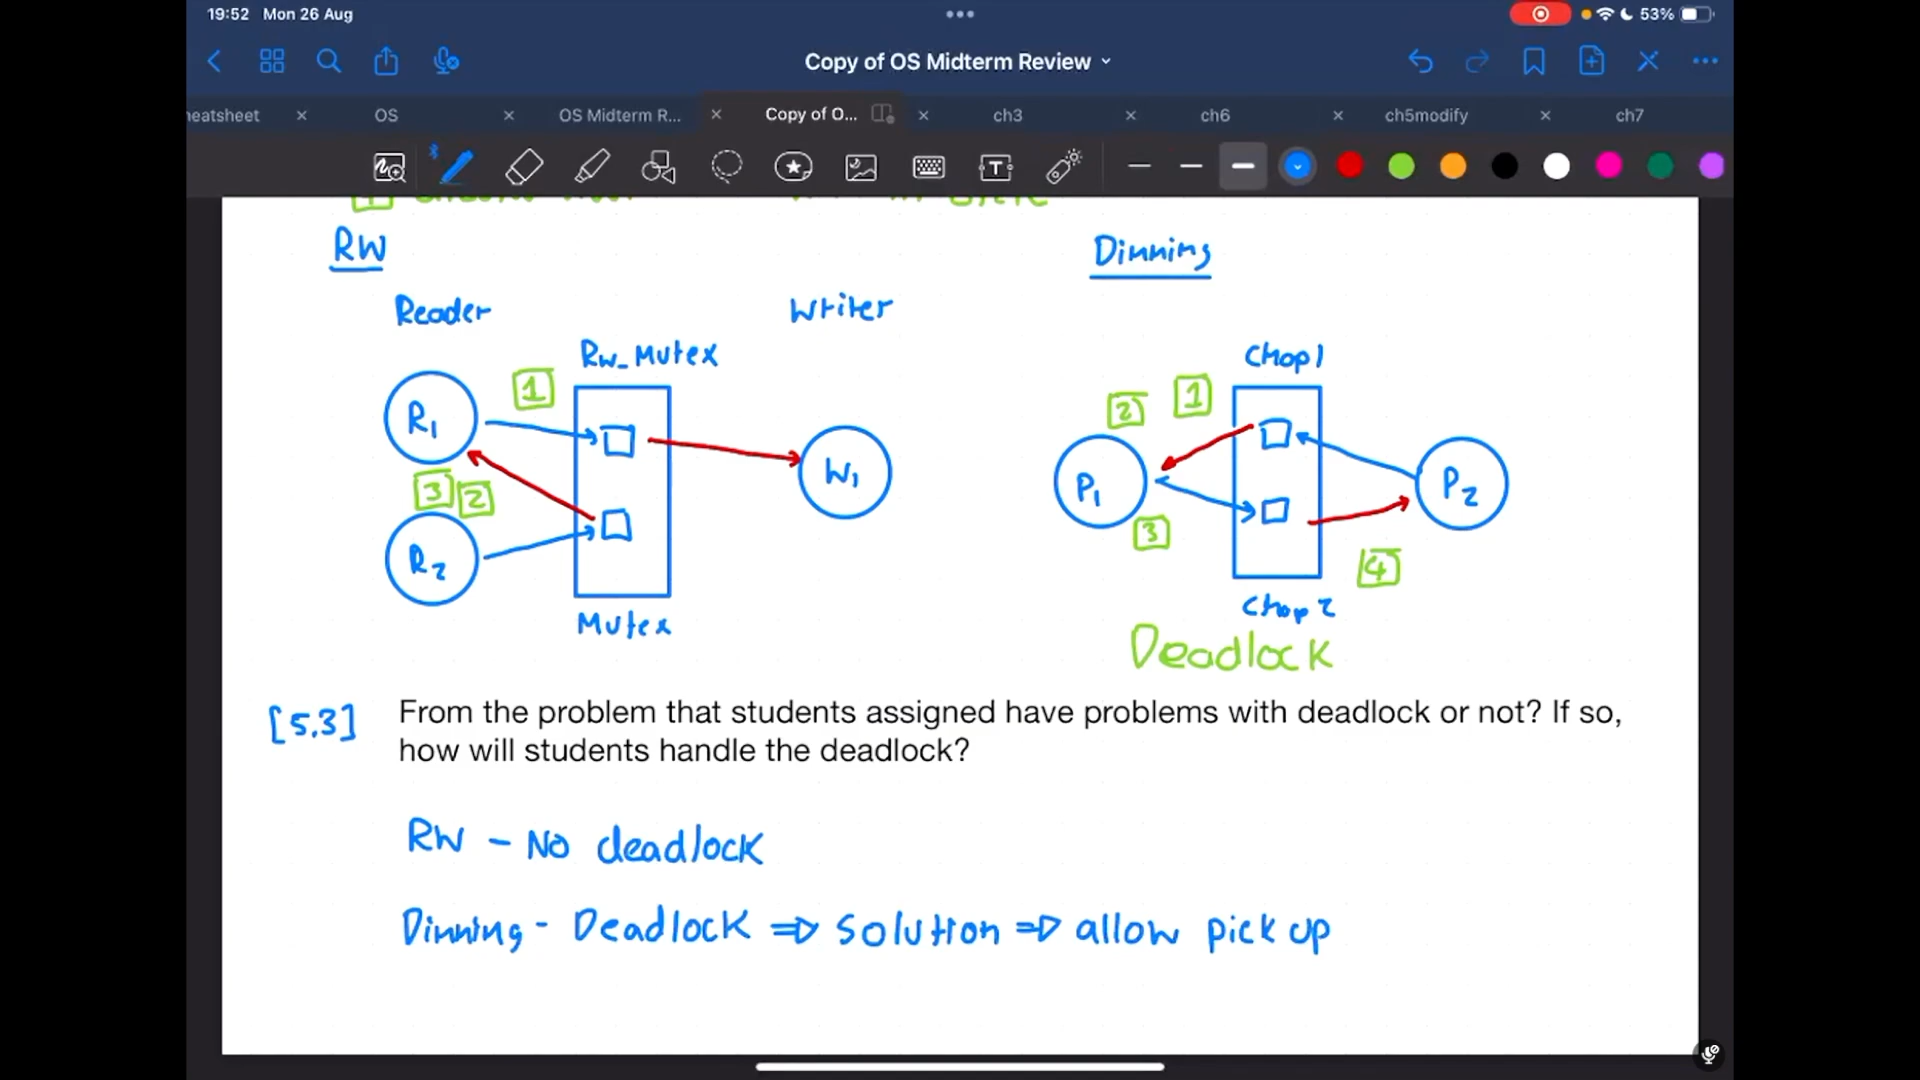 19:52 Mon 26 Aug
53%
Copy of OS Midterm Review
heatsheet
OS
OS Midterm R...
Copy of O...
ch3
ch6
ch5modify
ch7
RW
Dinning
Reader
Writer
Rw_Mutex
Chop1
1
2 1
R1
W1
P1
P2
3 2
3
4
R2
Mutex
Chop 2
Deadlock
[5.3] From the problem that students assigned have problems with deadlock or not? If so,
how will students handle the deadlock?
RW - No deadlock
Dinning - Deadlock ⇒ Solution ⇒ allow pick up